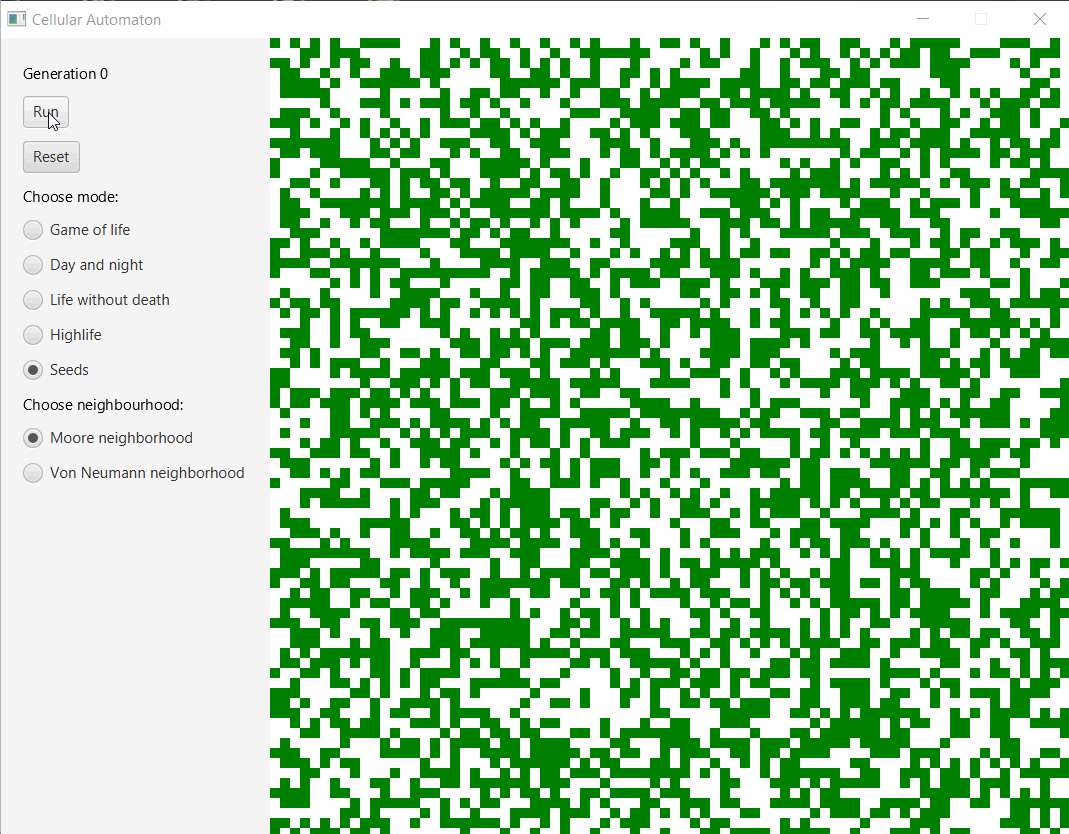 Cellular Automaton
Generation 0
Run
Reset
Choose mode:
Game of life
Day and night
Life without death
Highlife
Seeds
Choose neighbourhood:
Moore neighborhood
Von Neumann neighborhood